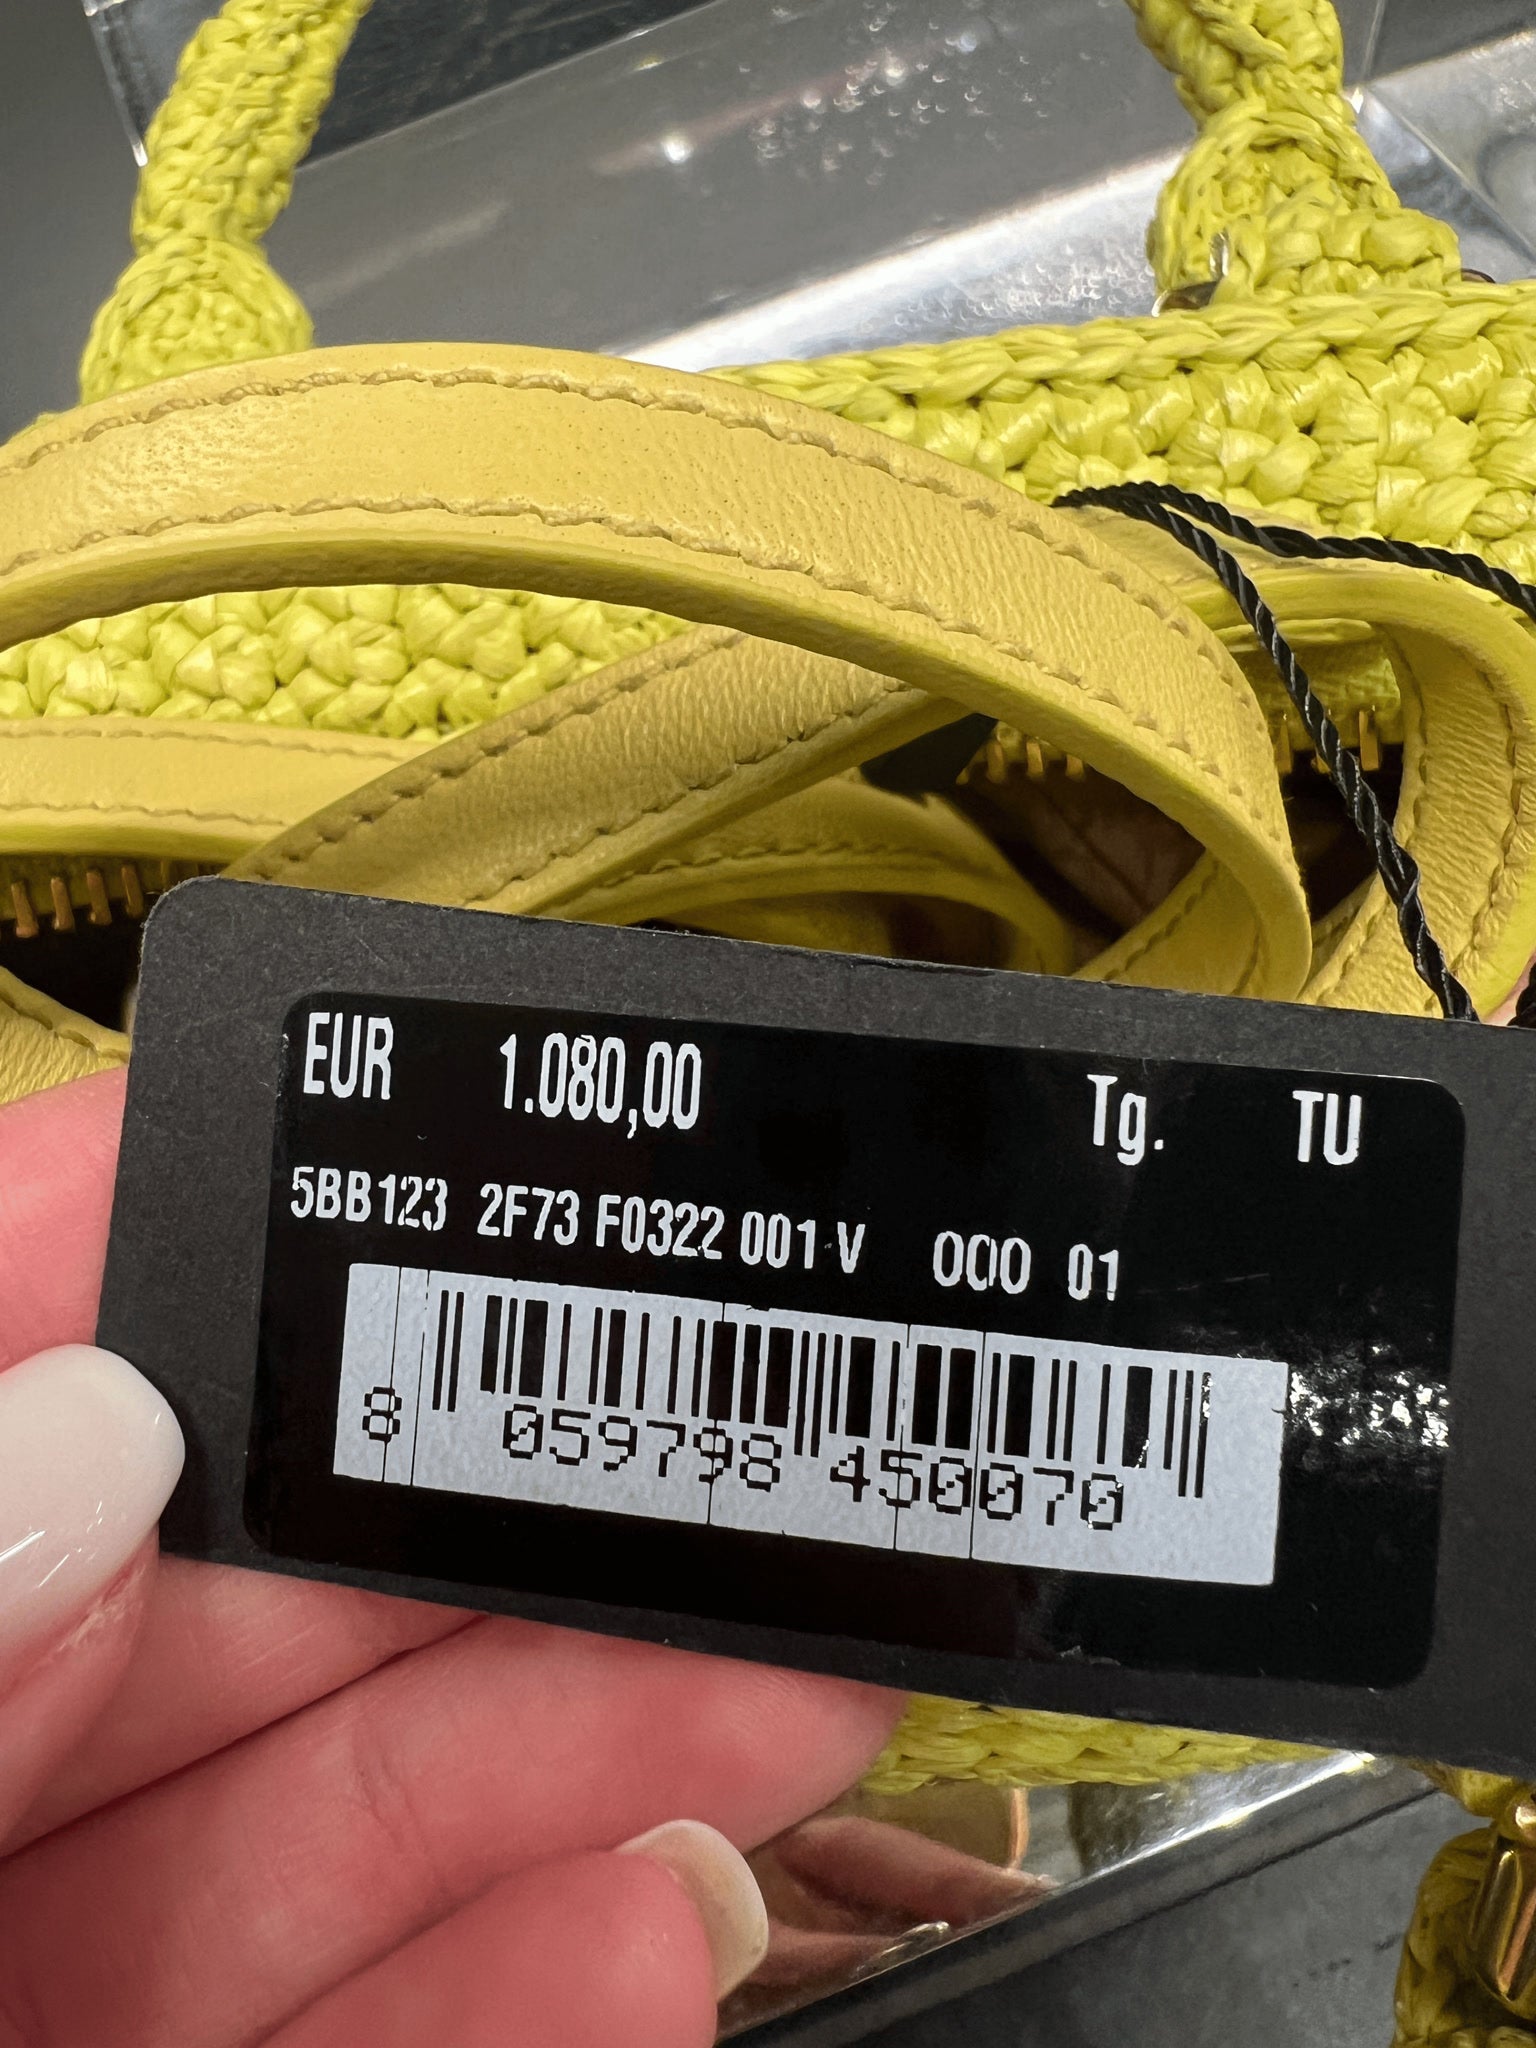 EUR 1.080,00 Tg. TU
5BB123 2F73 F0322 001 V 000 01
8 059798 450070